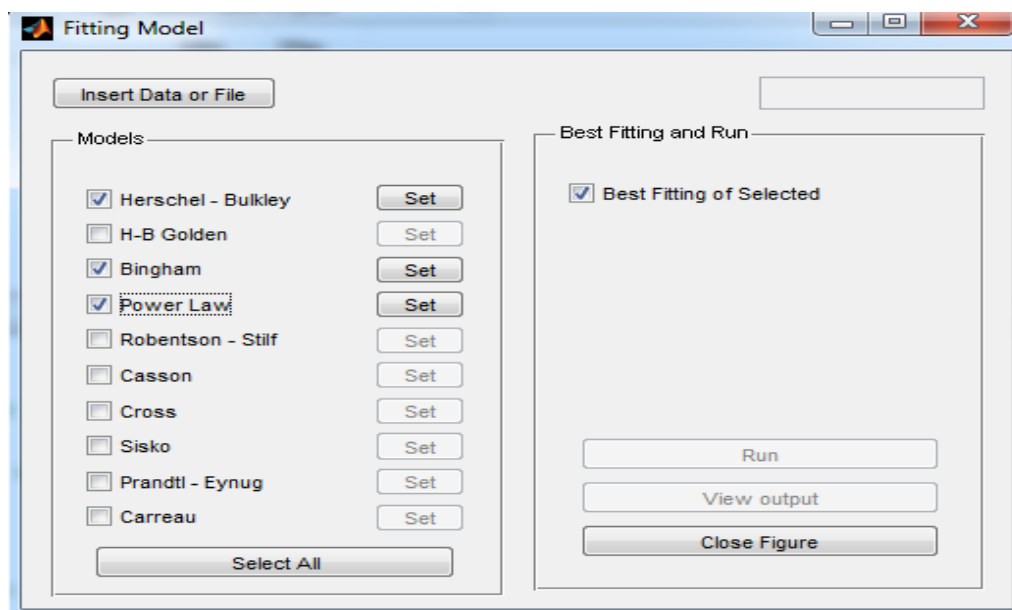 Fitting Model
Insert Data or File
Models
Herschel - Bulkley Set
H-B Golden Set
Bingham Set
Power Law Set
Robentson - Stilf Set
Casson Set
Cross Set
Sisko Set
Prandtl - Eynug Set
Carreau Set
Select All
Best Fitting and Run
Best Fitting of Selected
Run
View output
Close Figure